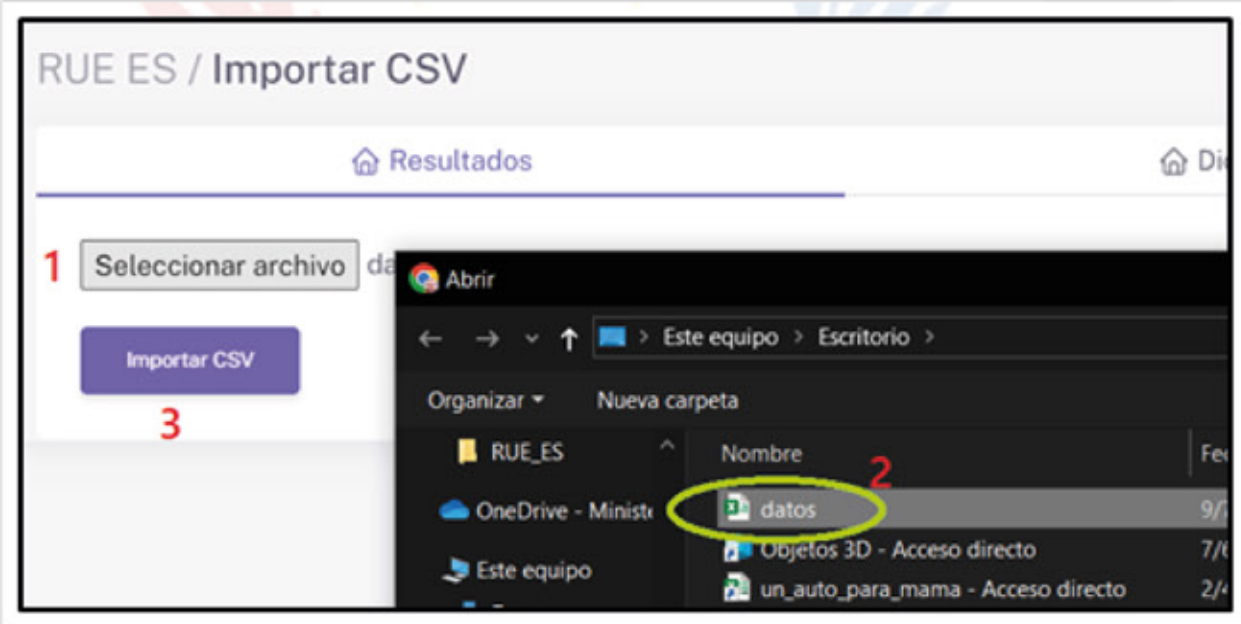 RUE ES / Importar CSV
Resultados
1 Seleccionar archivo
Importar CSV
3
Abrir
Este equipo > Escritorio >
Organizar Nueva carpeta
RUE_ES
Nombre
2
OneDrive -
datos
Objetos 3D - Acceso directo
Este equipo
un_auto_para_mama - Acceso directo